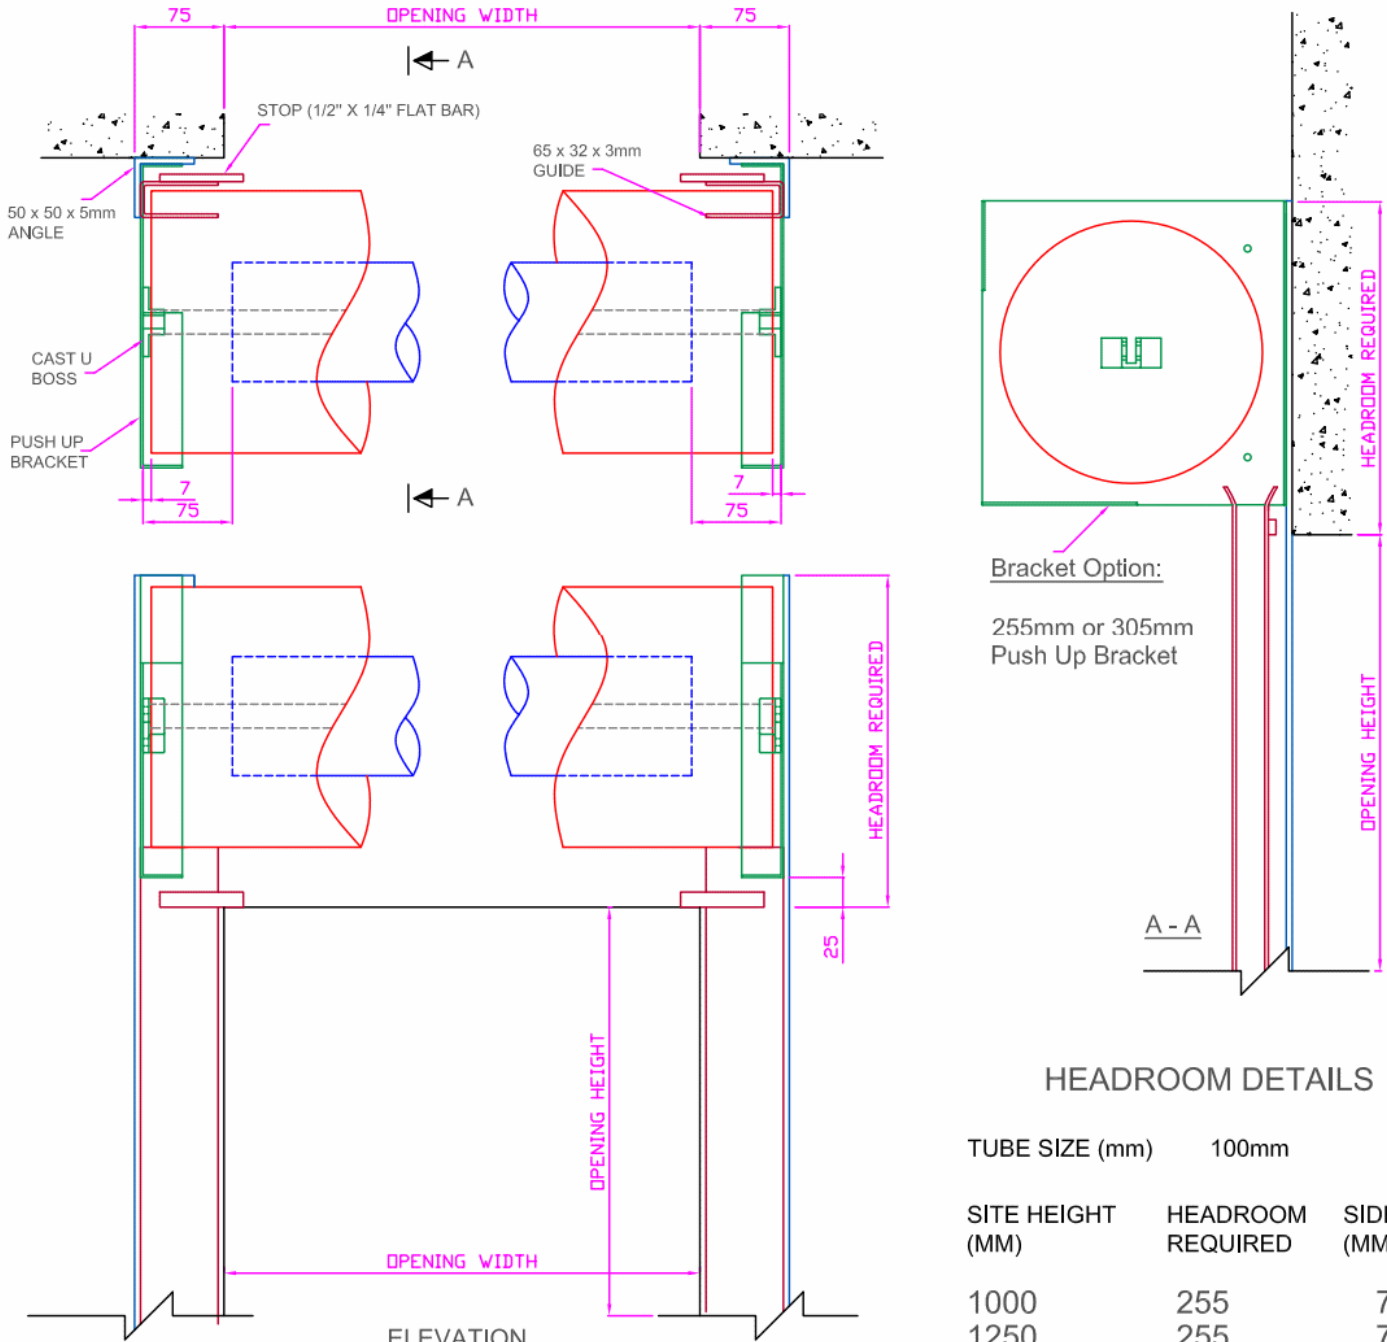 75
OPENING WIDTH
75
A
STOP (1/2" X 1/4" FLAT BAR)
65 x 32 x 3mm
GUIDE
50 x 50 x 5mm
ANGLE
CAST U
BOSS
PUSH UP
BRACKET
7
75
A
7
75
HEADROOM REQUIRED
Bracket Option:
255mm or 305mm
Push Up Bracket
HEADROOM REQUIRED
25
OPENING HEIGHT
A - A
OPENING HEIGHT
OPENING WIDTH
ELEVATION
HEADROOM DETAILS
TUBE SIZE (mm) 100mm
SITE HEIGHT HEADROOM
(MM) REQUIRED (MM
1000 255 7
1250 255 7